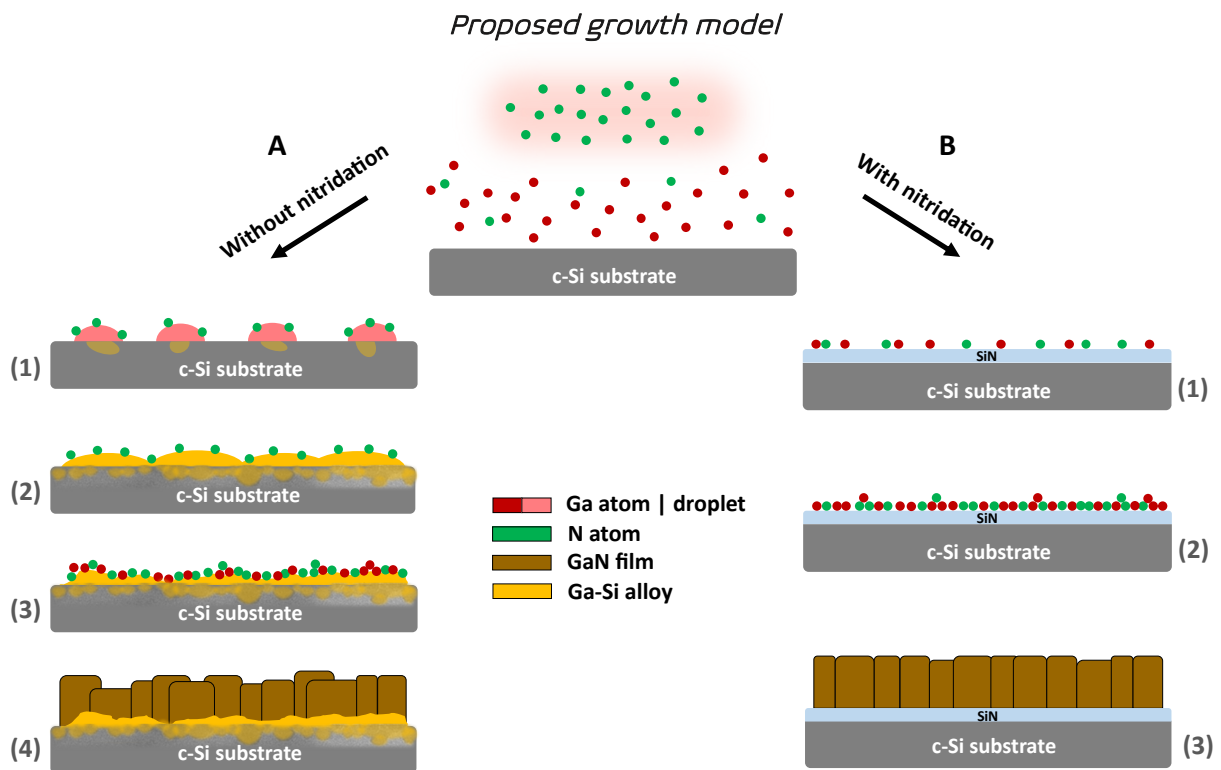 Proposed growth model
A
Without nitridation
B
With nitridation
c-Si substrate
(1)
c-Si substrate
(2)
c-Si substrate
(3)
c-Si substrate
(4)
c-Si substrate
Ga atom | droplet
N atom
GaN film
Ga-Si alloy
SiN
c-Si substrate
(1)
SiN
c-Si substrate
(2)
SiN
c-Si substrate
(3)